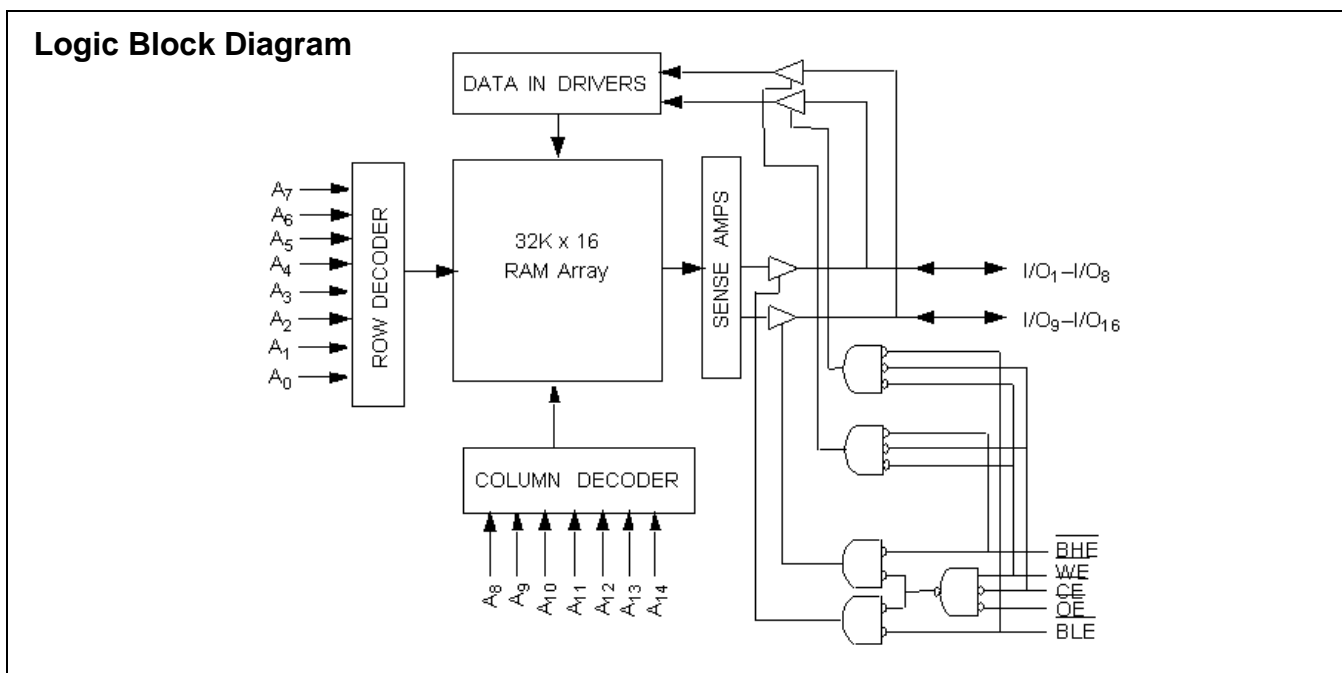 Logic Block Diagram
DATA IN DRIVERS
A7
A6
A5
A4
A3
A2
A1
A0
ROW DECODER
32K x 16
RAM Array
SENSE AMPS
I/O1–I/O8
I/O9–I/O16
COLUMN DECODER
A8
A9
A10
A11
A12
A13
A14
BHE
WE
CE
OE
BLE